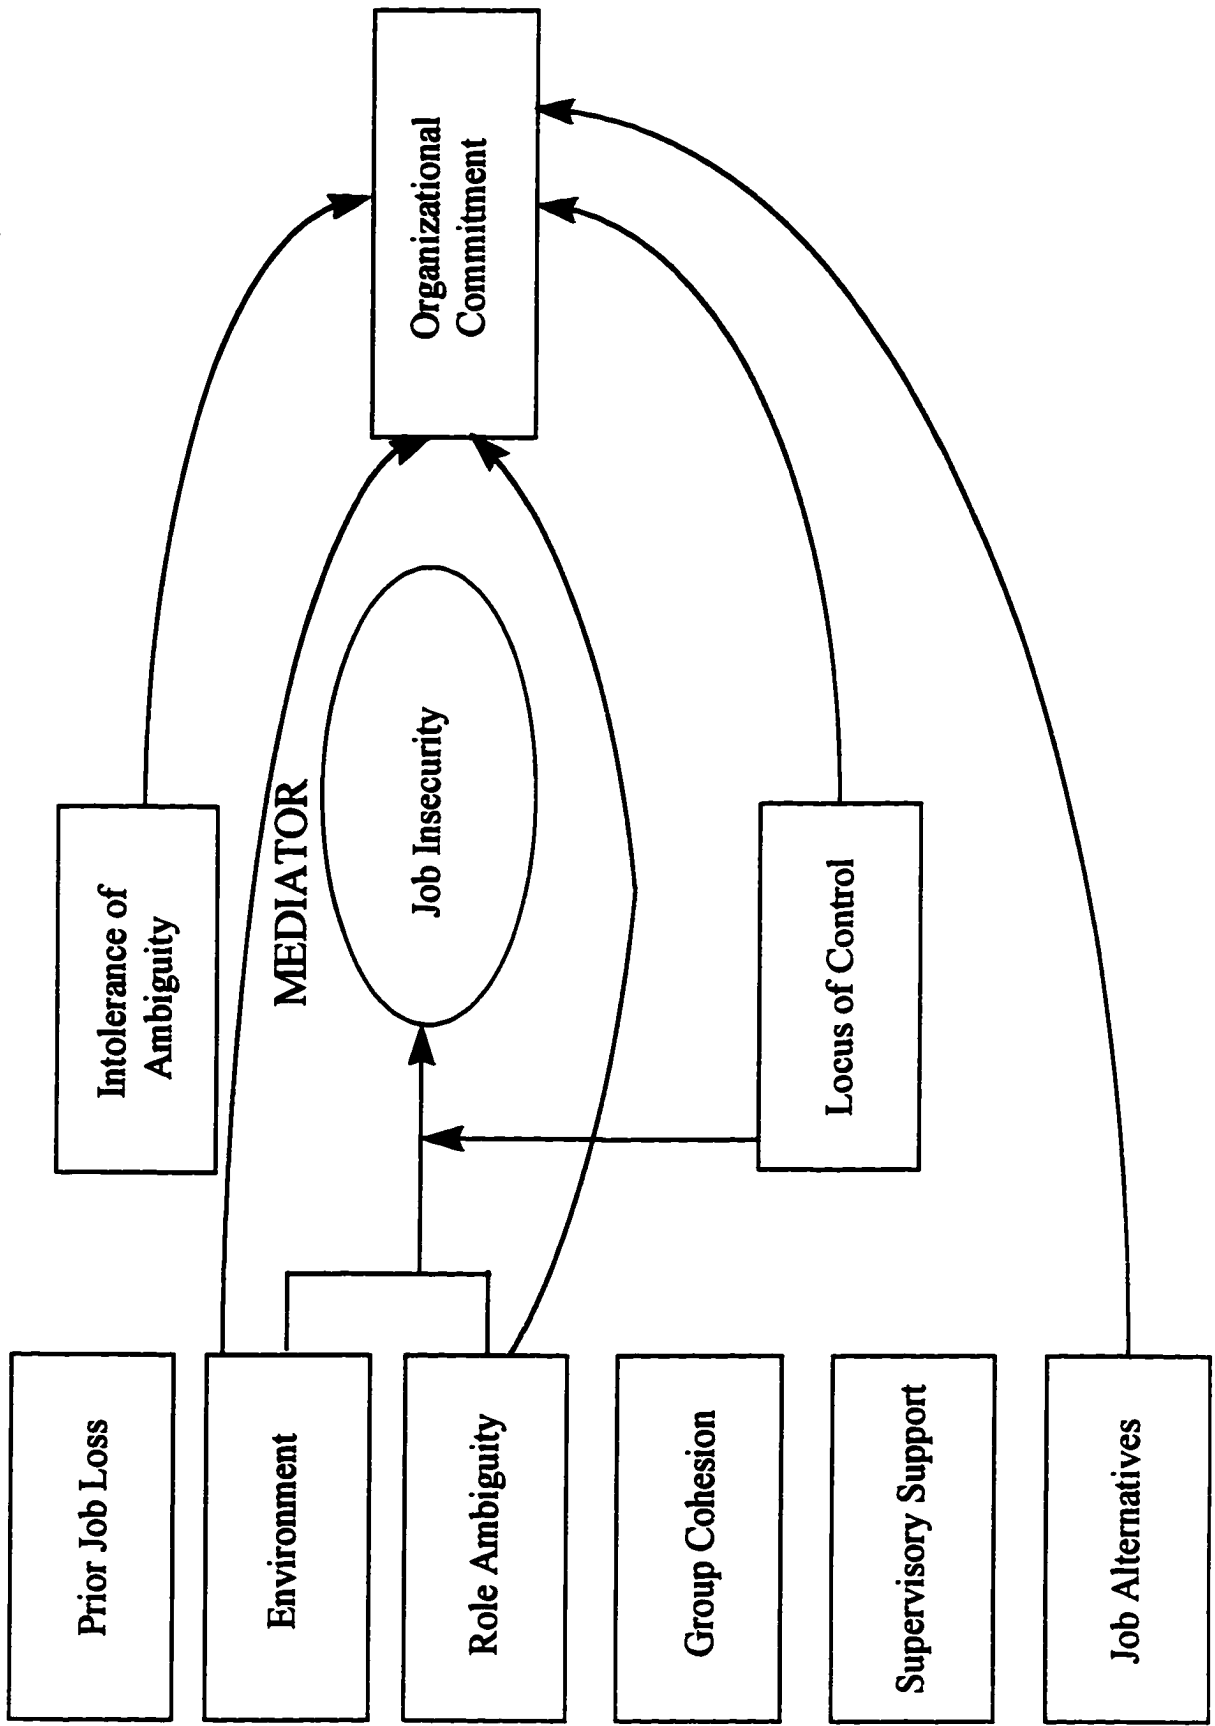 Prior Job Loss
Environment
Role Ambiguity
Group Cohesion
Supervisory Support
Job Alternatives
Intolerance of
Ambiguity
MEDIATOR
Job Insecurity
Locus of Control
Organizational
Commitment